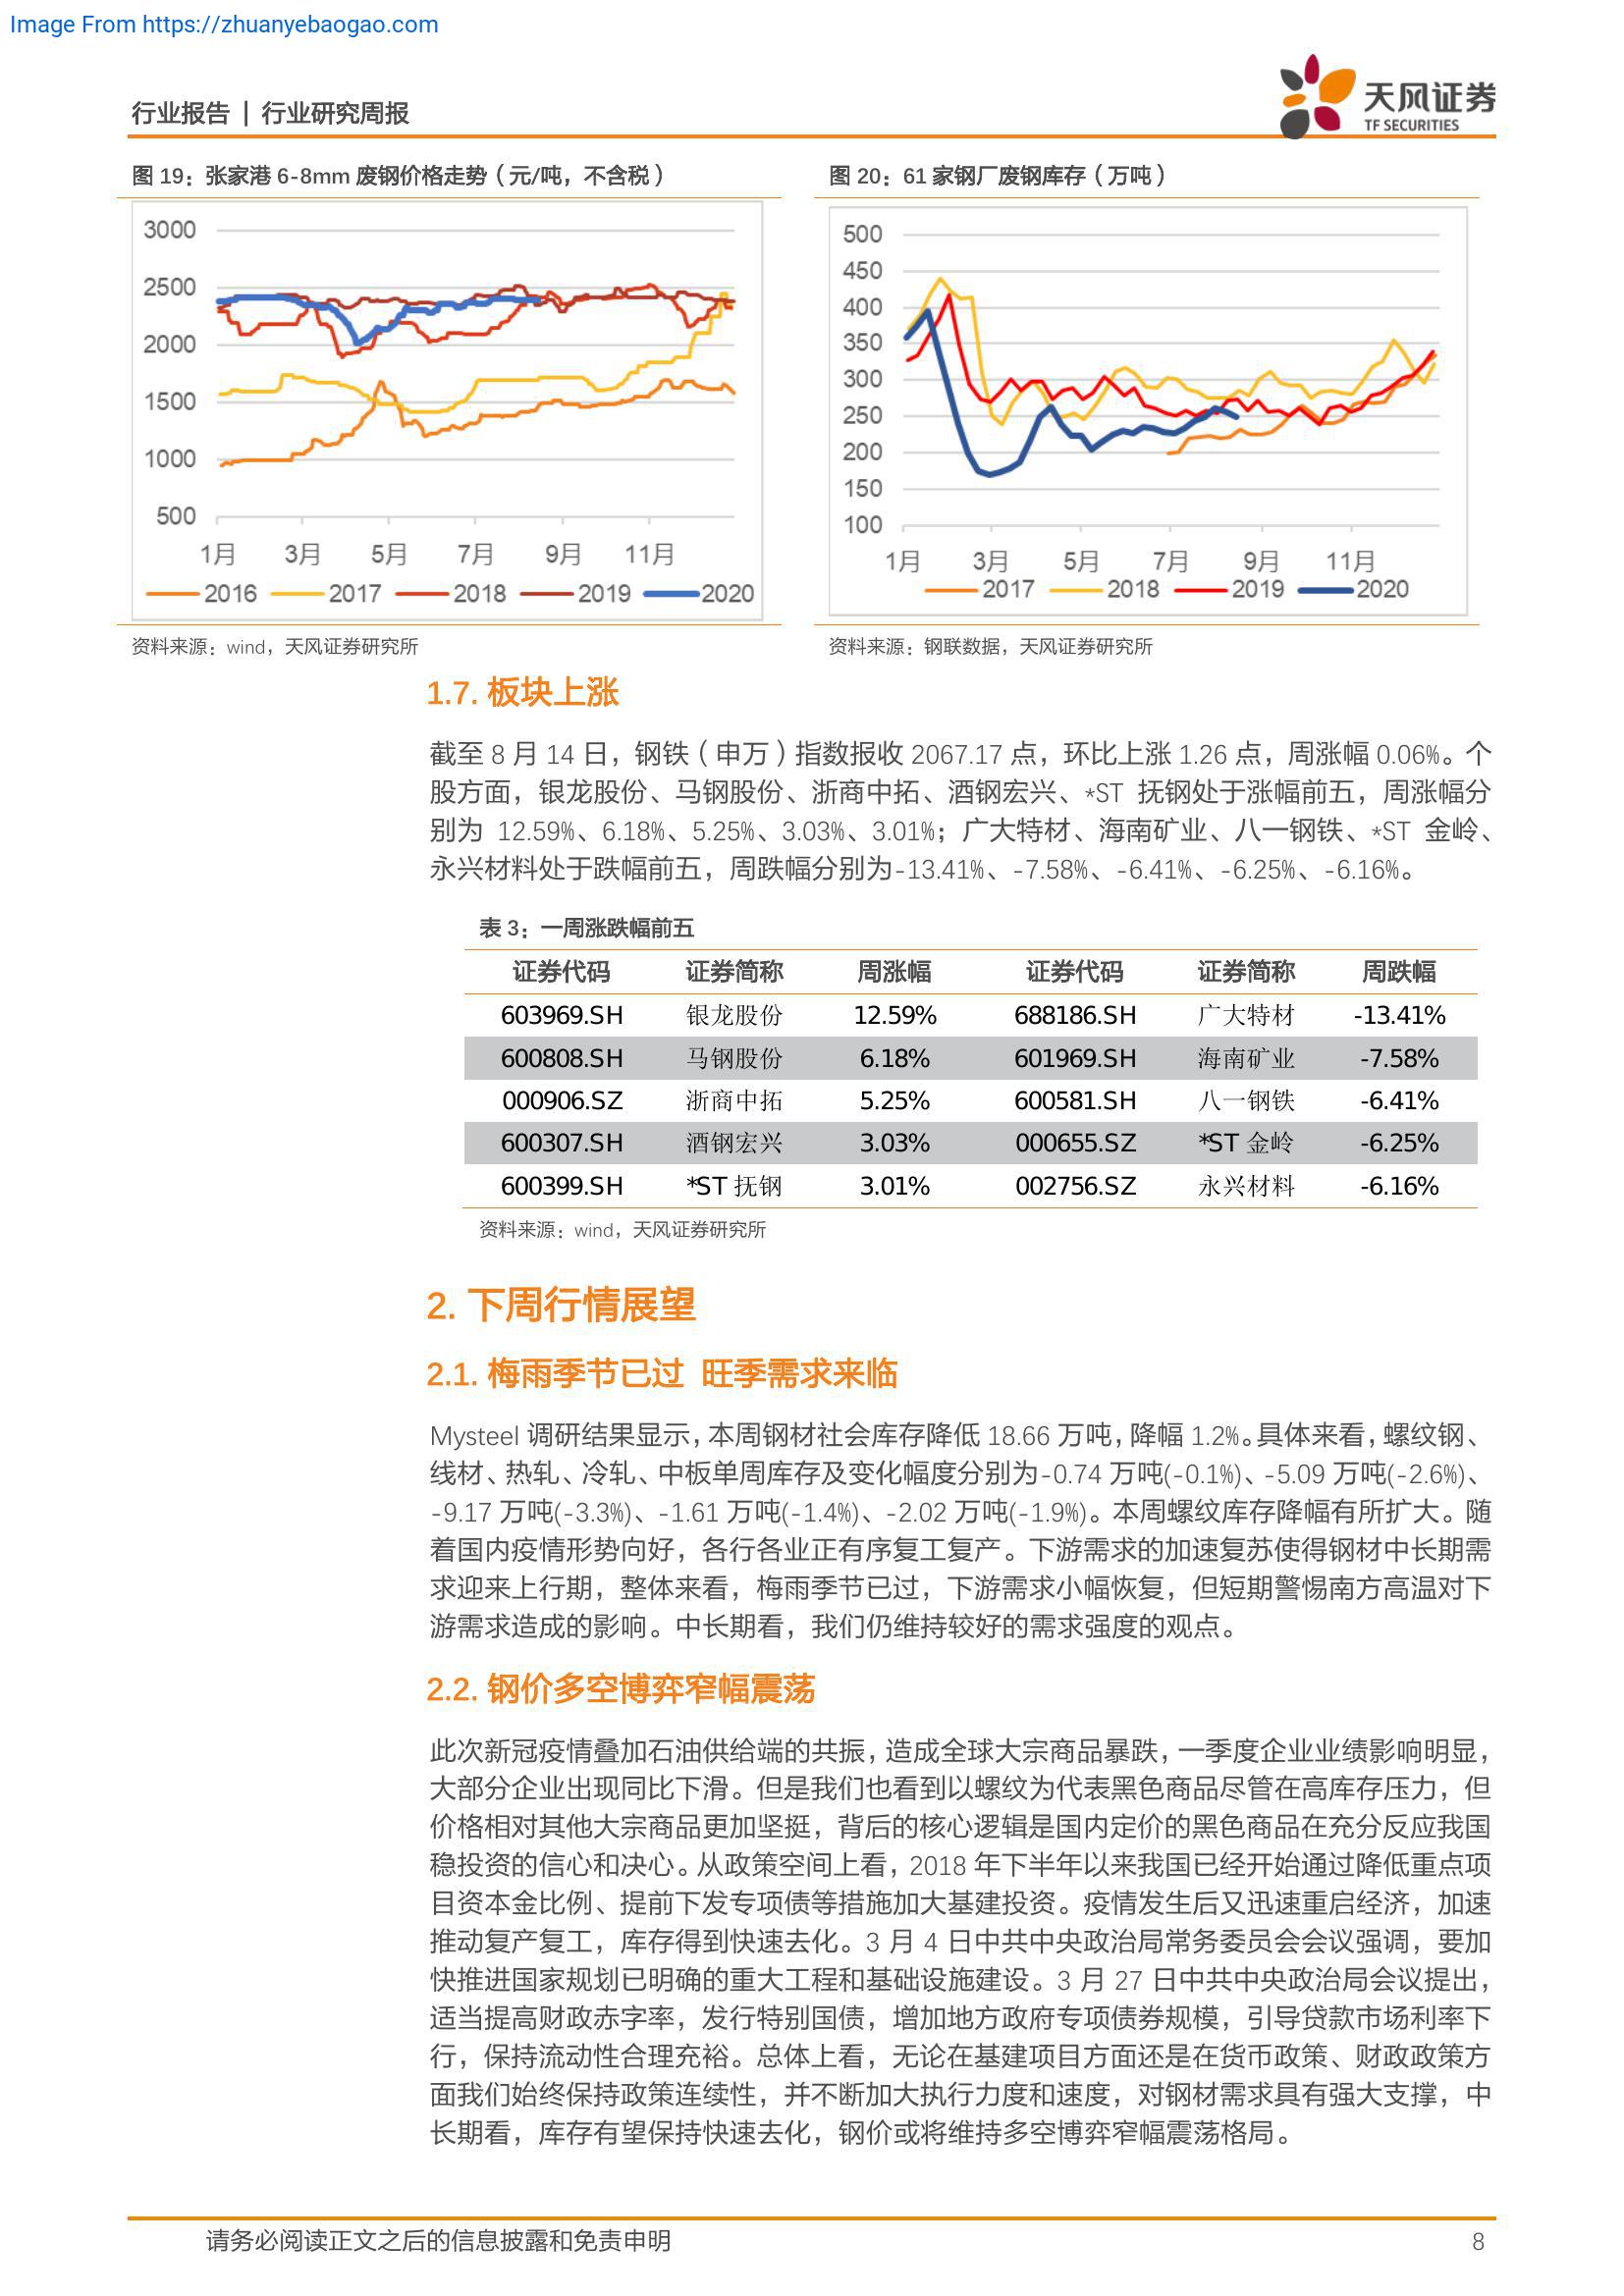 Image From https://zhuanyebaogao.com
行业报告 | 行业研究周报
天风证券
TF SECURITIES
图 19：张家港 6-8mm 废钢价格走势（元/吨，不含税）
3000
2500
2000
1500
1000
500
1月 3月 5月 7月 9月 11月
2016 2017 2018 2019 2020
资料来源：wind，天风证券研究所
图 20：61 家钢厂废钢库存（万吨）
500
450
400
350
300
250
200
150
100
1月 3月 5月 7月 9月 11月
2017 2018 2019 2020
资料来源：钢联数据，天风证券研究所
1.7. 板块上涨
截至 8 月 14 日，钢铁（申万）指数报收 2067.17 点，环比上涨 1.26 点，周涨幅 0.06%。个
股方面，银龙股份、马钢股份、浙商中拓、酒钢宏兴、*ST 抚钢处于涨幅前五，周涨幅分
别为 12.59%、6.18%、5.25%、3.03%、3.01%；广大特材、海南矿业、八一钢铁、*ST 金岭、
永兴材料处于跌幅前五，周跌幅分别为-13.41%、-7.58%、-6.41%、-6.25%、-6.16%。
表 3：一周涨跌幅前五
证券代码 证券简称 周涨幅 证券代码 证券简称 周跌幅
603969.SH 银龙股份 12.59% 688186.SH 广大特材 -13.41%
600808.SH 马钢股份 6.18% 601969.SH 海南矿业 -7.58%
000906.SZ 浙商中拓 5.25% 600581.SH 八一钢铁 -6.41%
600307.SH 酒钢宏兴 3.03% 000655.SZ *ST 金岭 -6.25%
600399.SH *ST 抚钢 3.01% 002756.SZ 永兴材料 -6.16%
资料来源：wind，天风证券研究所
2. 下周行情展望
2.1. 梅雨季节已过 旺季需求来临
Mysteel 调研结果显示，本周钢材社会库存降低 18.66 万吨，降幅 1.2%。具体来看，螺纹钢、
线材、热轧、冷轧、中板单周库存及变化幅度分别为-0.74 万吨(-0.1%)、-5.09 万吨(-2.6%)、
-9.17 万吨(-3.3%)、-1.61 万吨(-1.4%)、-2.02 万吨(-1.9%)。本周螺纹库存降幅有所扩大。随
着国内疫情形势向好，各行各业正有序复工复产。下游需求的加速复苏使得钢材中长期需
求迎来上行期，整体来看，梅雨季节已过，下游需求小幅恢复，但短期警惕南方高温对下
游需求造成的影响。中长期看，我们仍维持较好的需求强度的观点。
2.2. 钢价多空博弈窄幅震荡
此次新冠疫情叠加石油供给端的共振，造成全球大宗商品暴跌，一季度企业业绩影响明显，
大部分企业出现同比下滑。但是我们也看到以螺纹为代表黑色商品尽管在高库存压力，但
价格相对其他大宗商品更加坚挺，背后的核心逻辑是国内定价的黑色商品在充分反应我国
稳投资的信心和决心。从政策空间上看，2018 年下半年以来我国已经开始通过降低重点项
目资本金比例、提前下发专项债等措施加大基建投资。疫情发生后又迅速重启经济，加速
推动复产复工，库存得到快速去化。3 月 4 日中共中央政治局常务委员会会议强调，要加
快推进国家规划已明确的重大工程和基础设施建设。3 月 27 日中共中央政治局会议提出，
适当提高财政赤字率，发行特别国债，增加地方政府专项债券规模，引导贷款市场利率下
行，保持流动性合理充裕。总体上看，无论在基建项目方面还是在货币政策、财政政策方
面我们始终保持政策连续性，并不断加大执行力度和速度，对钢材需求具有强大支撑，中
长期看，库存有望保持快速去化，钢价或将维持多空博弈窄幅震荡格局。
请务必阅读正文之后的信息披露和免责申明 8